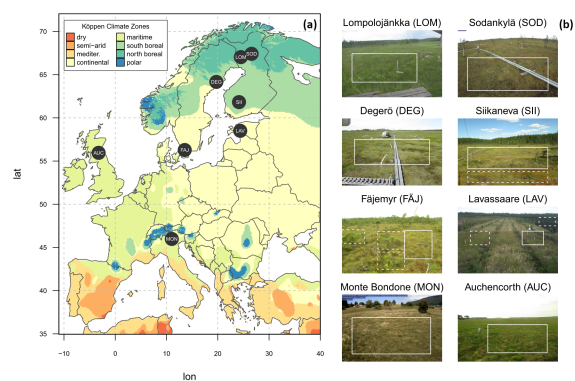 Köppen Climate Zones
dry
semi-arid
mediter.
continental
maritime
south boreal
north boreal
polar
(a)
70
65
60
55
50
45
40
35
lat
−10
0
10
20
30
40
lon
LOM
SOD
DEG
SII
LAV
FÄJ
AUC
MON
(b)
Lompolojänkka (LOM)
Sodankylä (SOD)
Degerö (DEG)
Siikaneva (SII)
Fäjemyr (FÄJ)
Lavassaare (LAV)
Monte Bondone (MON)
Auchencorth (AUC)